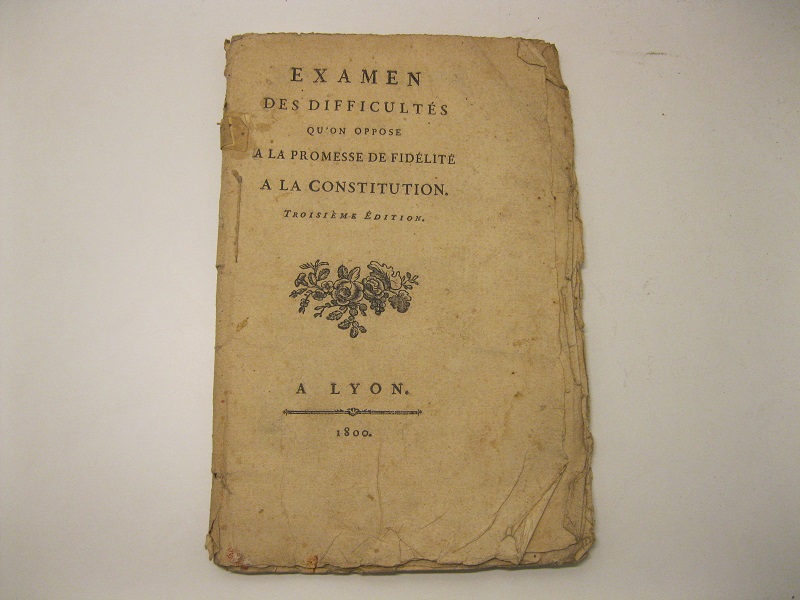 EXAMEN
DES DIFFICULTÉS
QU'ON OPPOSE
A LA PROMESSE DE FIDÉLITÉ
A LA CONSTITUTION.
TROISIÈME ÉDITION.
A LYON.
1800.